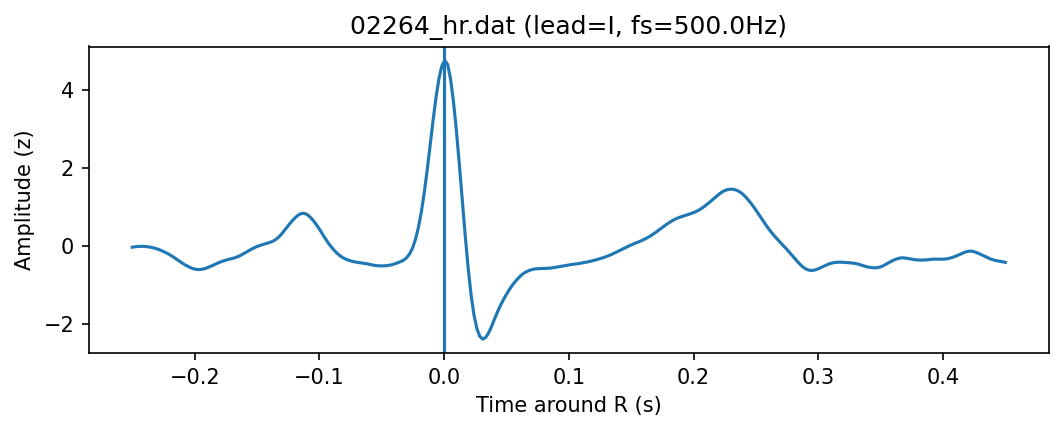 02264_hr.dat (lead=I, fs=500.0Hz)
Amplitude (z)
4
2
0
−2
−0.2 −0.1 0.0 0.1 0.2 0.3 0.4
Time around R (s)